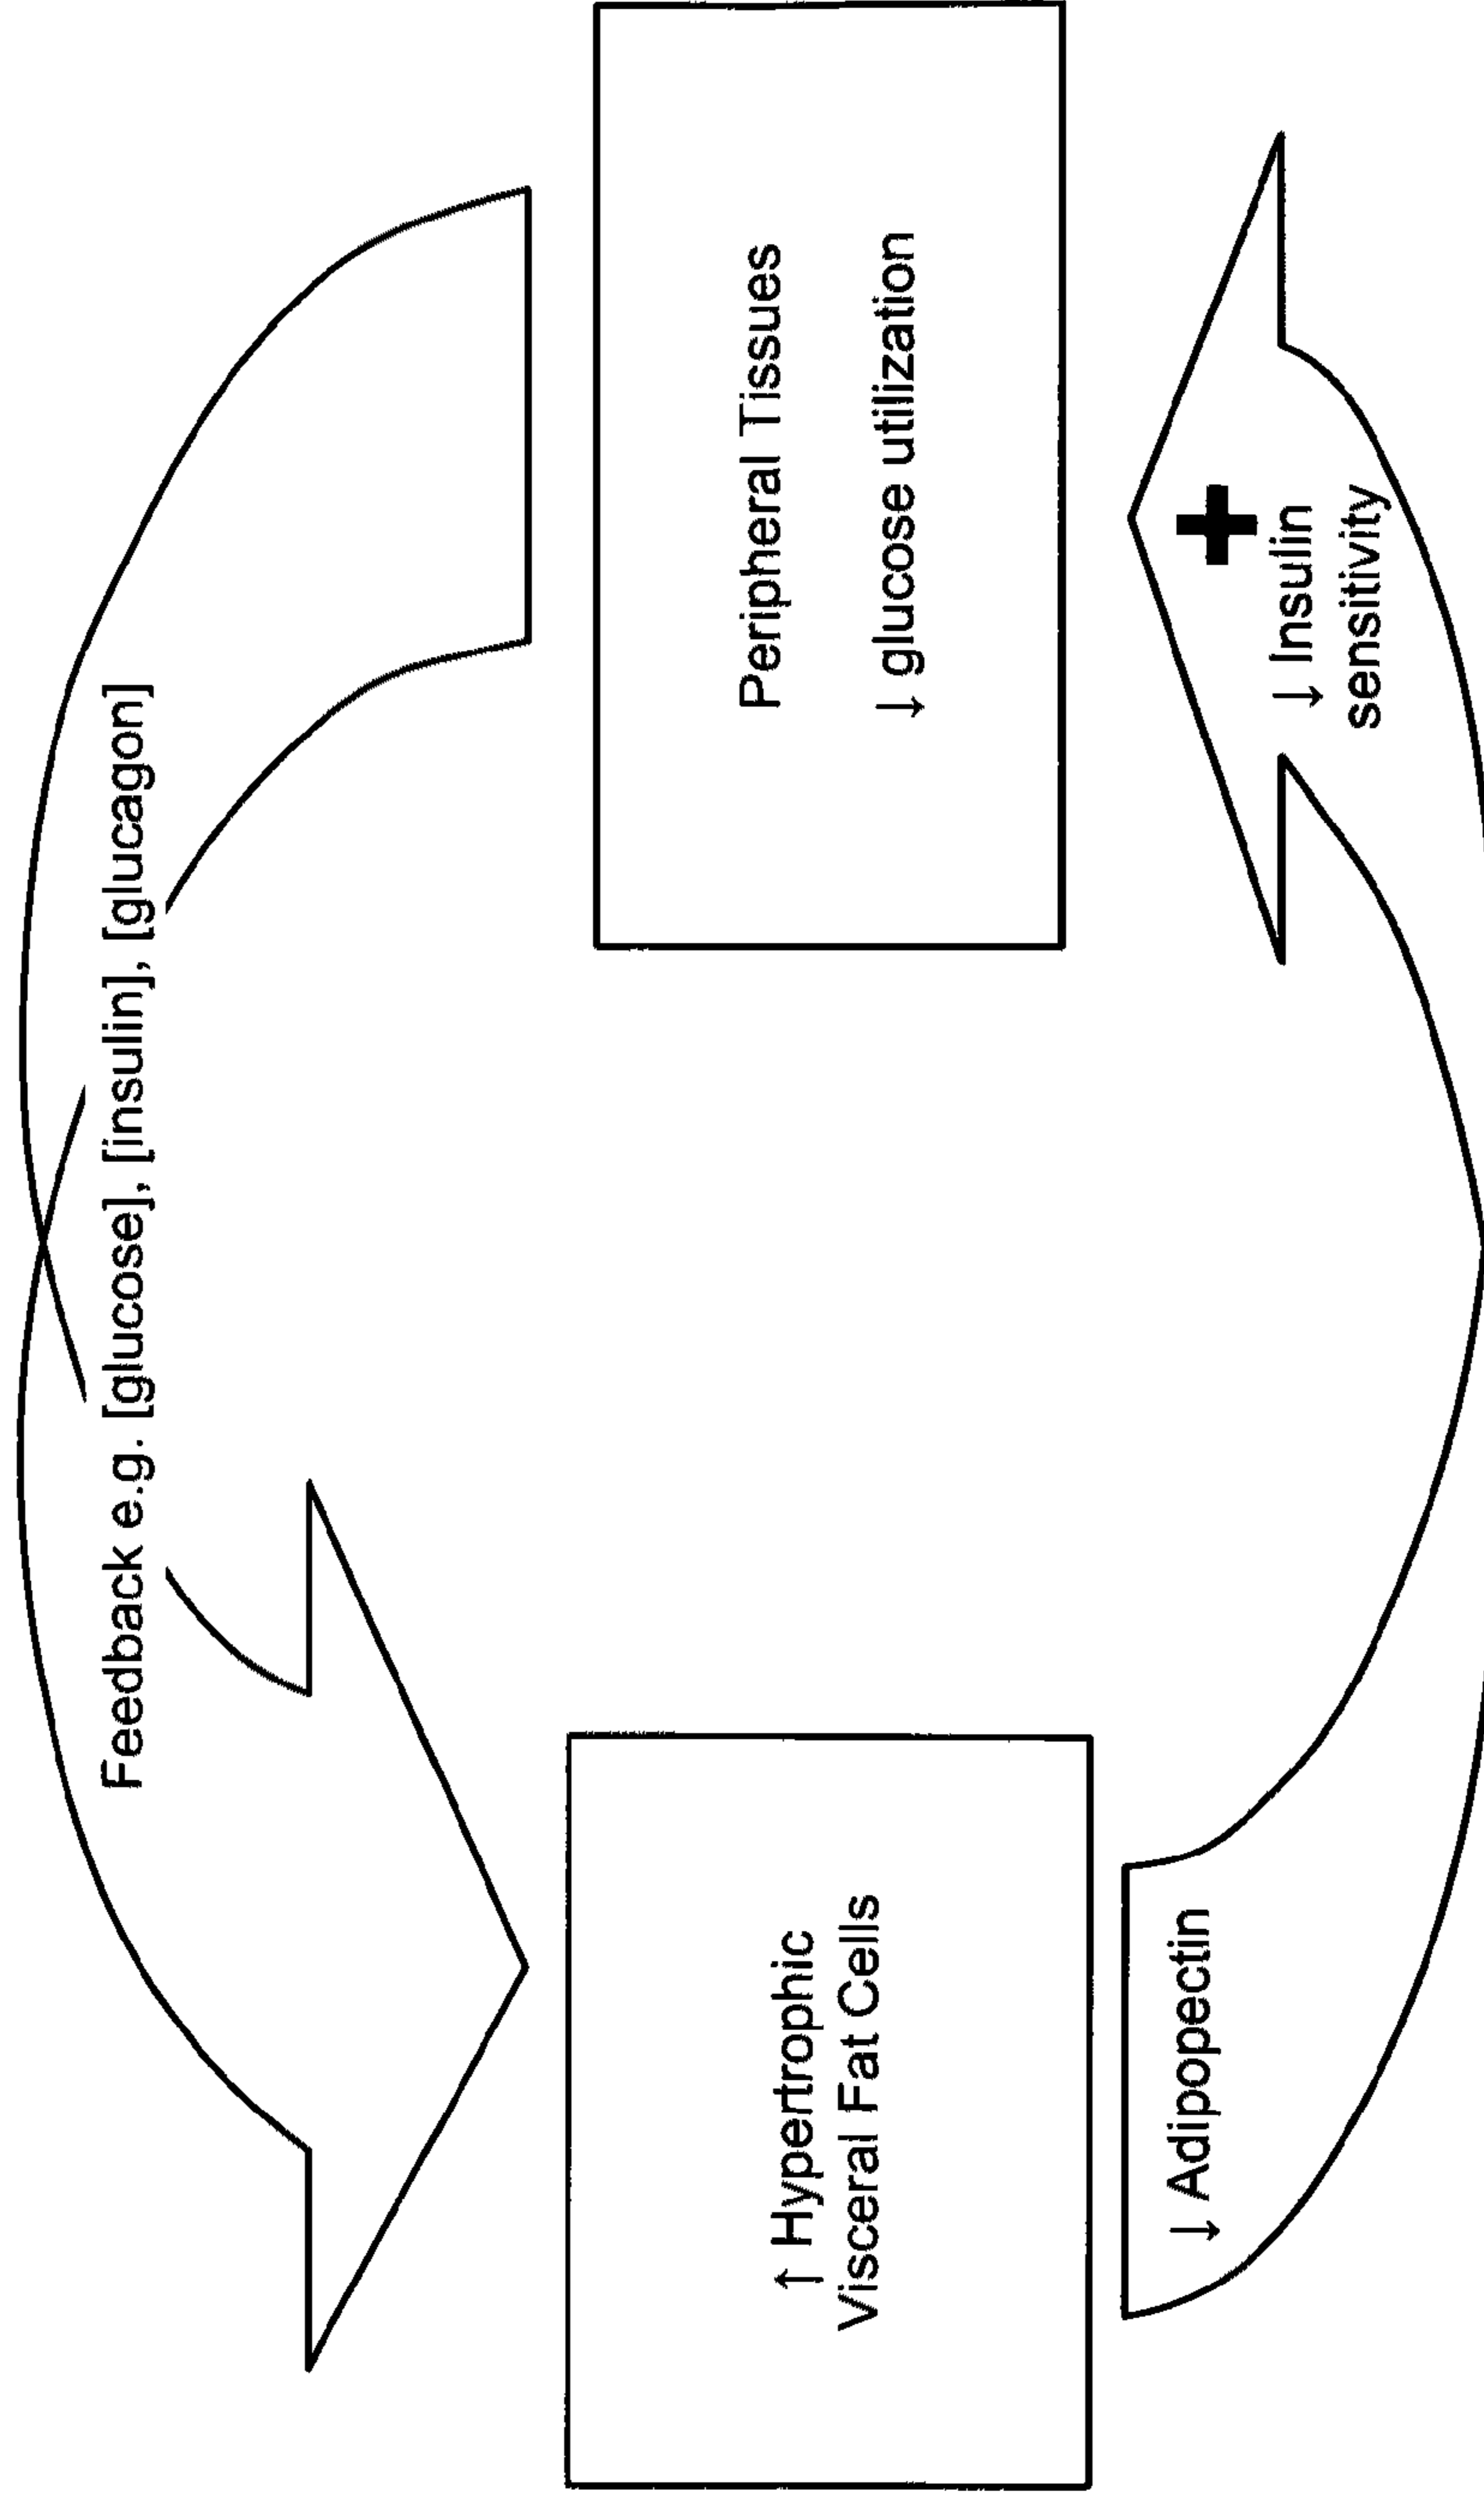 Feedback e.g. [glucose], [insulin], [glucagon]
↑ Hypertrophic
Visceral Fat Cells
Peripheral Tissues
↓ glucose utilization
↓ Adipopectin
+
↓ Insulin
sensitivity